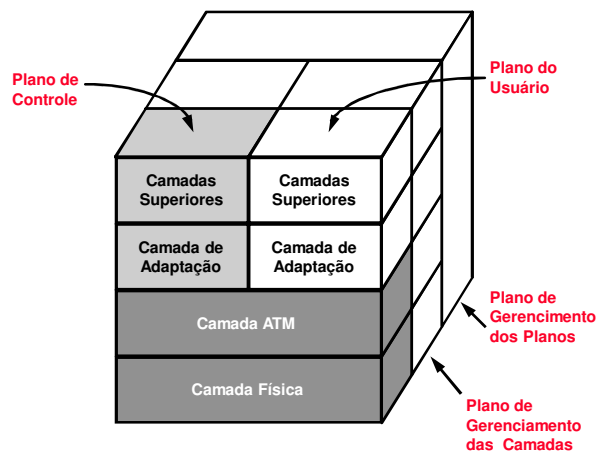 Plano de
Controle
Plano do
Usuário
Camadas
Superiores
Camadas
Superiores
Camada de
Adaptação
Camada de
Adaptação
Camada ATM
Camada Física
Plano de
Gerencimento
dos Planos
Plano de
Gerenciamento
das Camadas